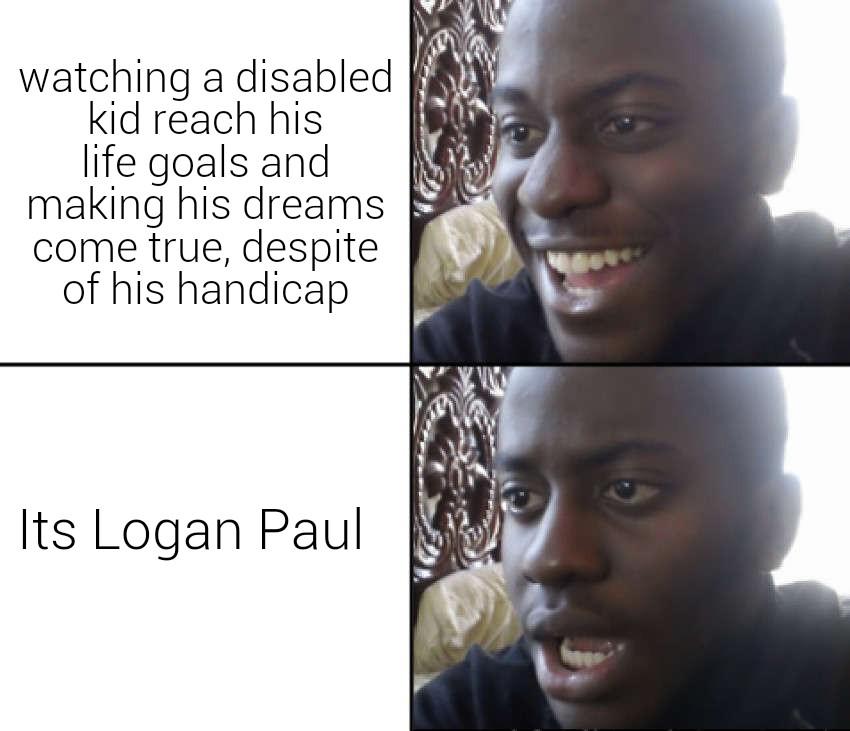 watching a disabled
kid reach his
life goals and
making his dreams
come true, despite
of his handicap
Its Logan Paul